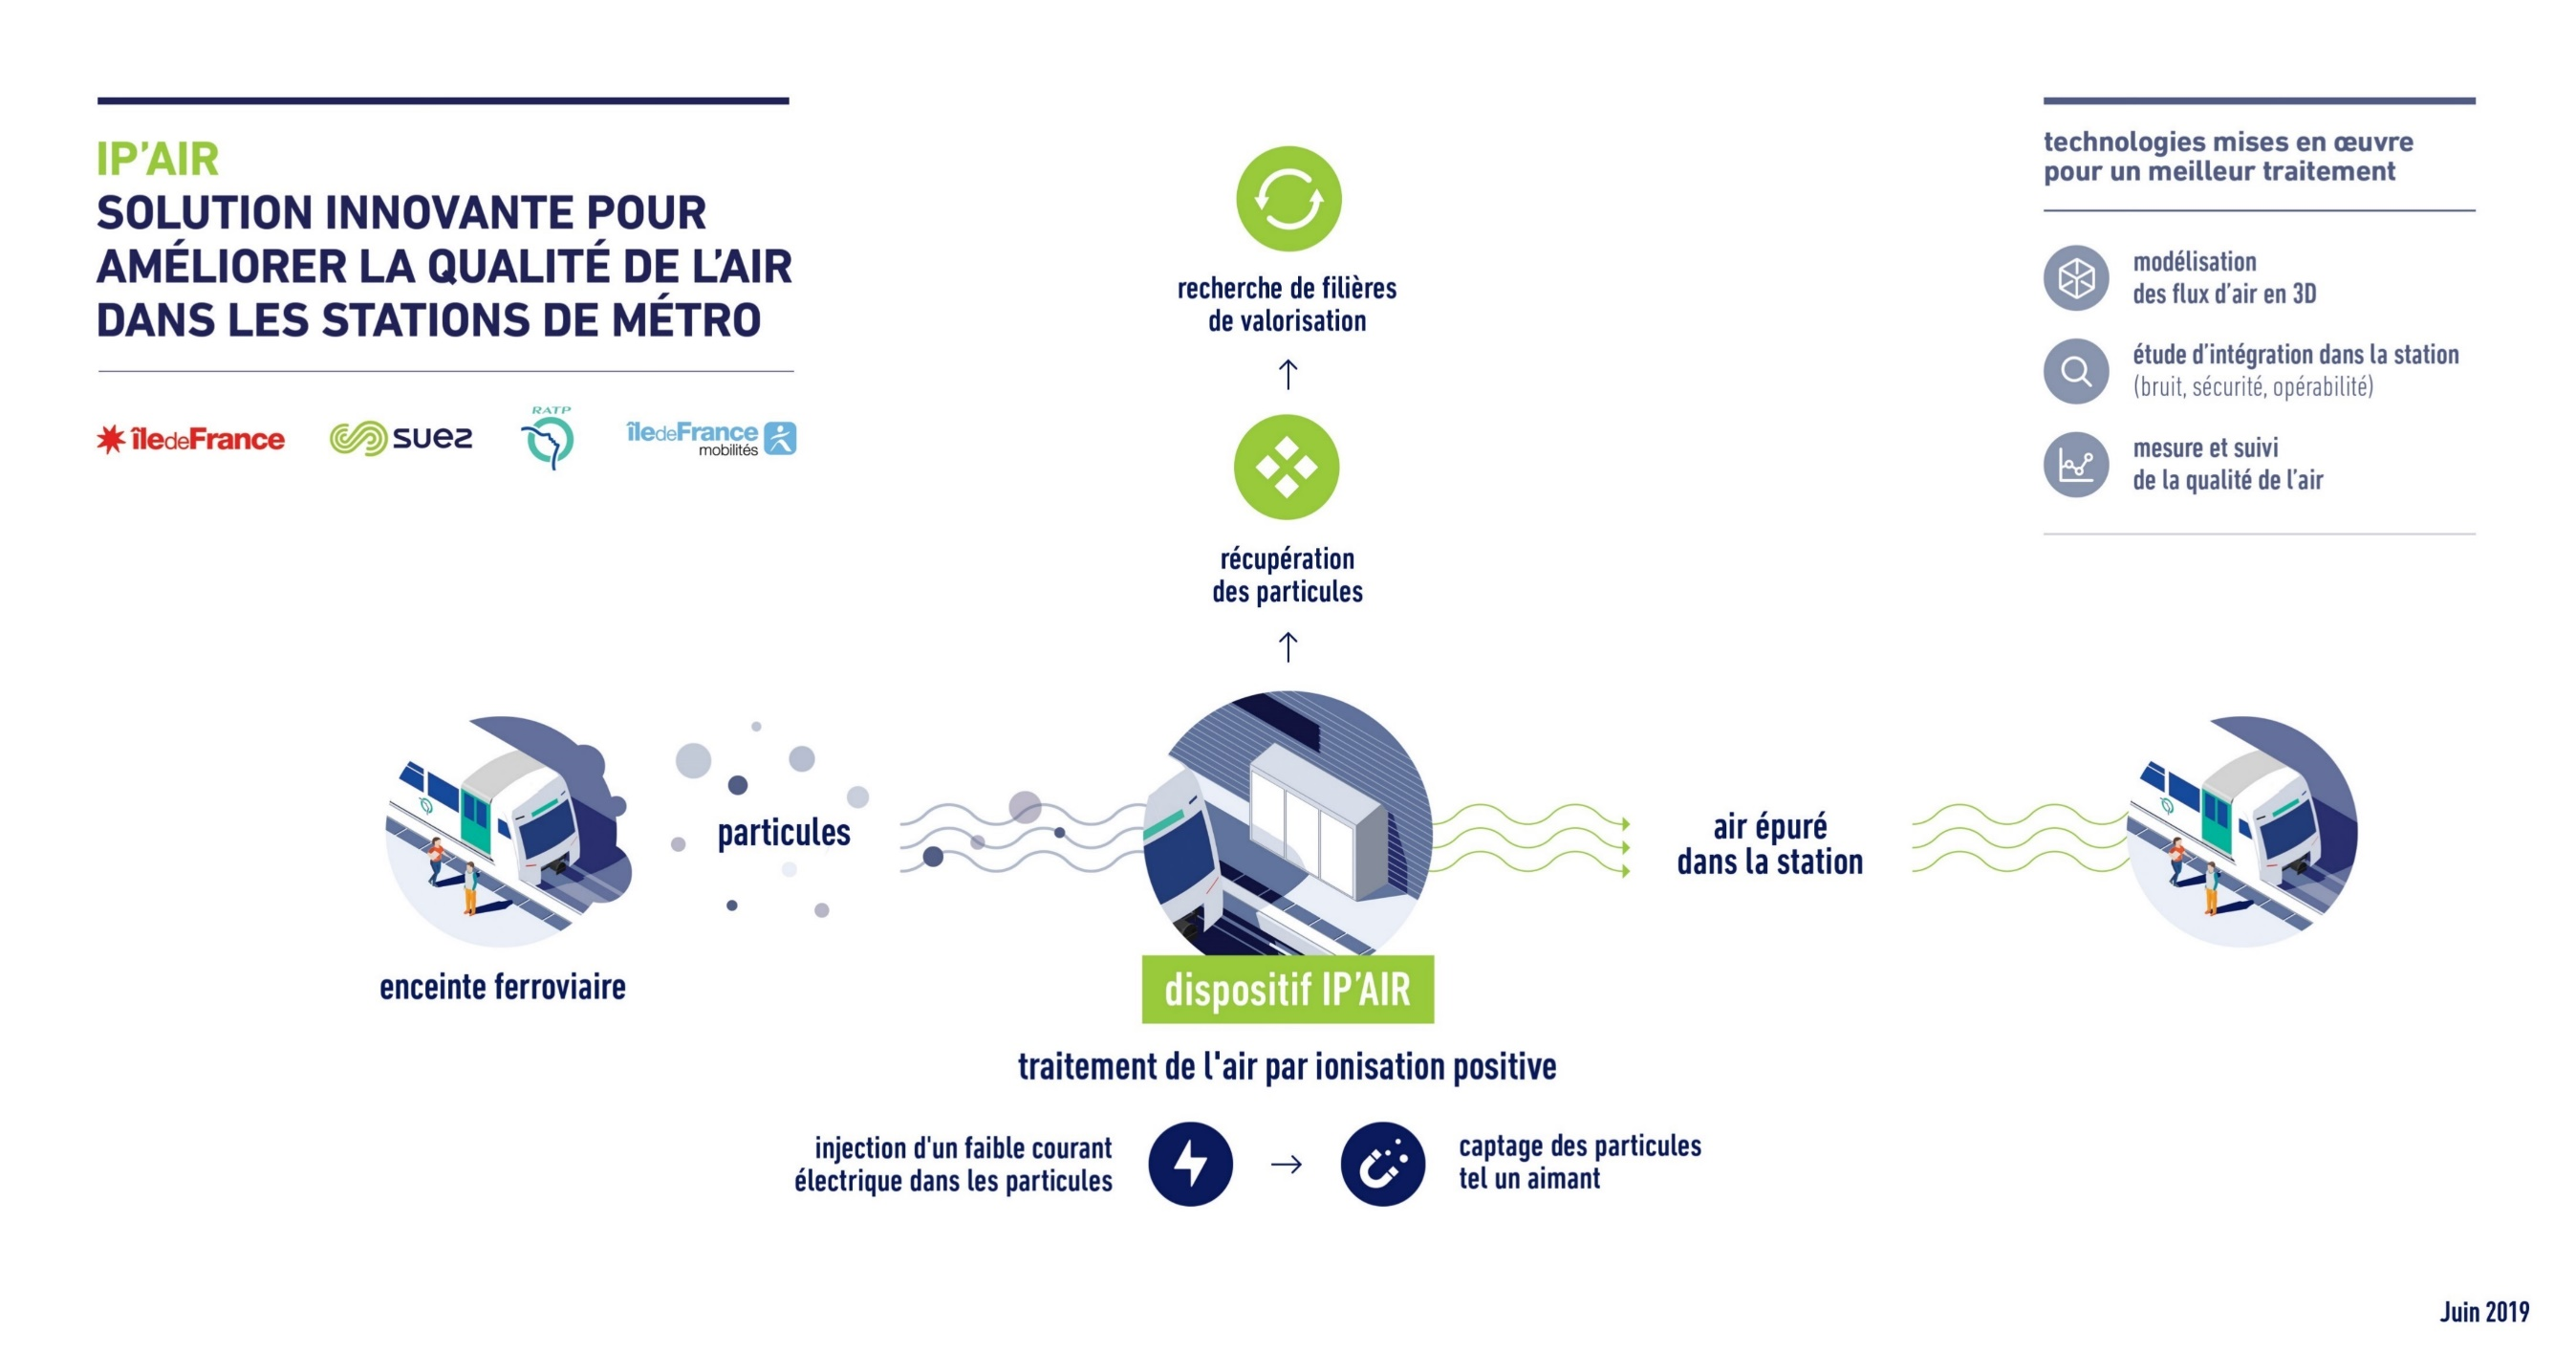 IP'AIR
SOLUTION INNOVANTE POUR
AMÉLIORER LA QUALITÉ DE L'AIR
DANS LES STATIONS DE MÉTRO
îledeFrance
suez
RATP
îledeFrance
mobilités
recherche de filières
de valorisation
récupération
des particules
technologies mises en œuvre
pour un meilleur traitement
modélisation
des flux d'air en 3D
étude d'intégration dans la station
(bruit, sécurité, opérabilité)
mesure et suivi
de la qualité de l'air
enceinte ferroviaire
particules
dispositif IP'AIR
air épuré
dans la station
traitement de l'air par ionisation positive
injection d'un faible courant
électrique dans les particules
captage des particules
tel un aimant
Juin 2019